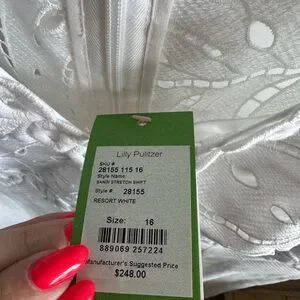 Lilly Pulitzer
SKU #
28155 115 16
Style Name:
SANDI STRETCH SHIFT
Style #: 28155
RESORT WHITE
Size: 16
889069 257224
Manufacturer's Suggested Price
$248.00